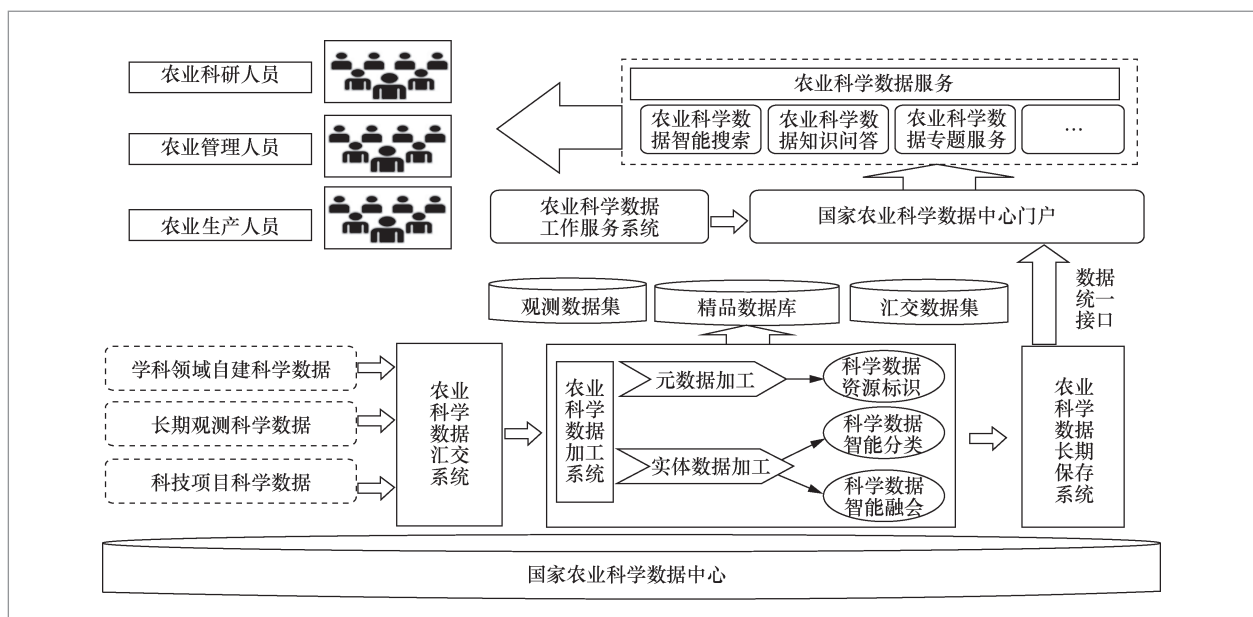 农业科研人员
农业管理人员
农业生产人员
农业科学数据服务
农业科学数
据智能搜索
农业科学数
据知识问答
农业科学数
据专题服务
…
农业科学数据
工作服务系统
国家农业科学数据中心门户
数据
统一
接口
观测数据集
精品数据库
汇交数据集
学科领域自建科学数据
长期观测科学数据
科技项目科学数据
农业
科学
数据
汇交
系统
农业
科学
数据
加工
系统
元数据加工
实体数据加工
科学数据
资源标识
科学数据
智能分类
科学数据
智能融会
农业
科学
数据
长期
保存
系统
国家农业科学数据中心